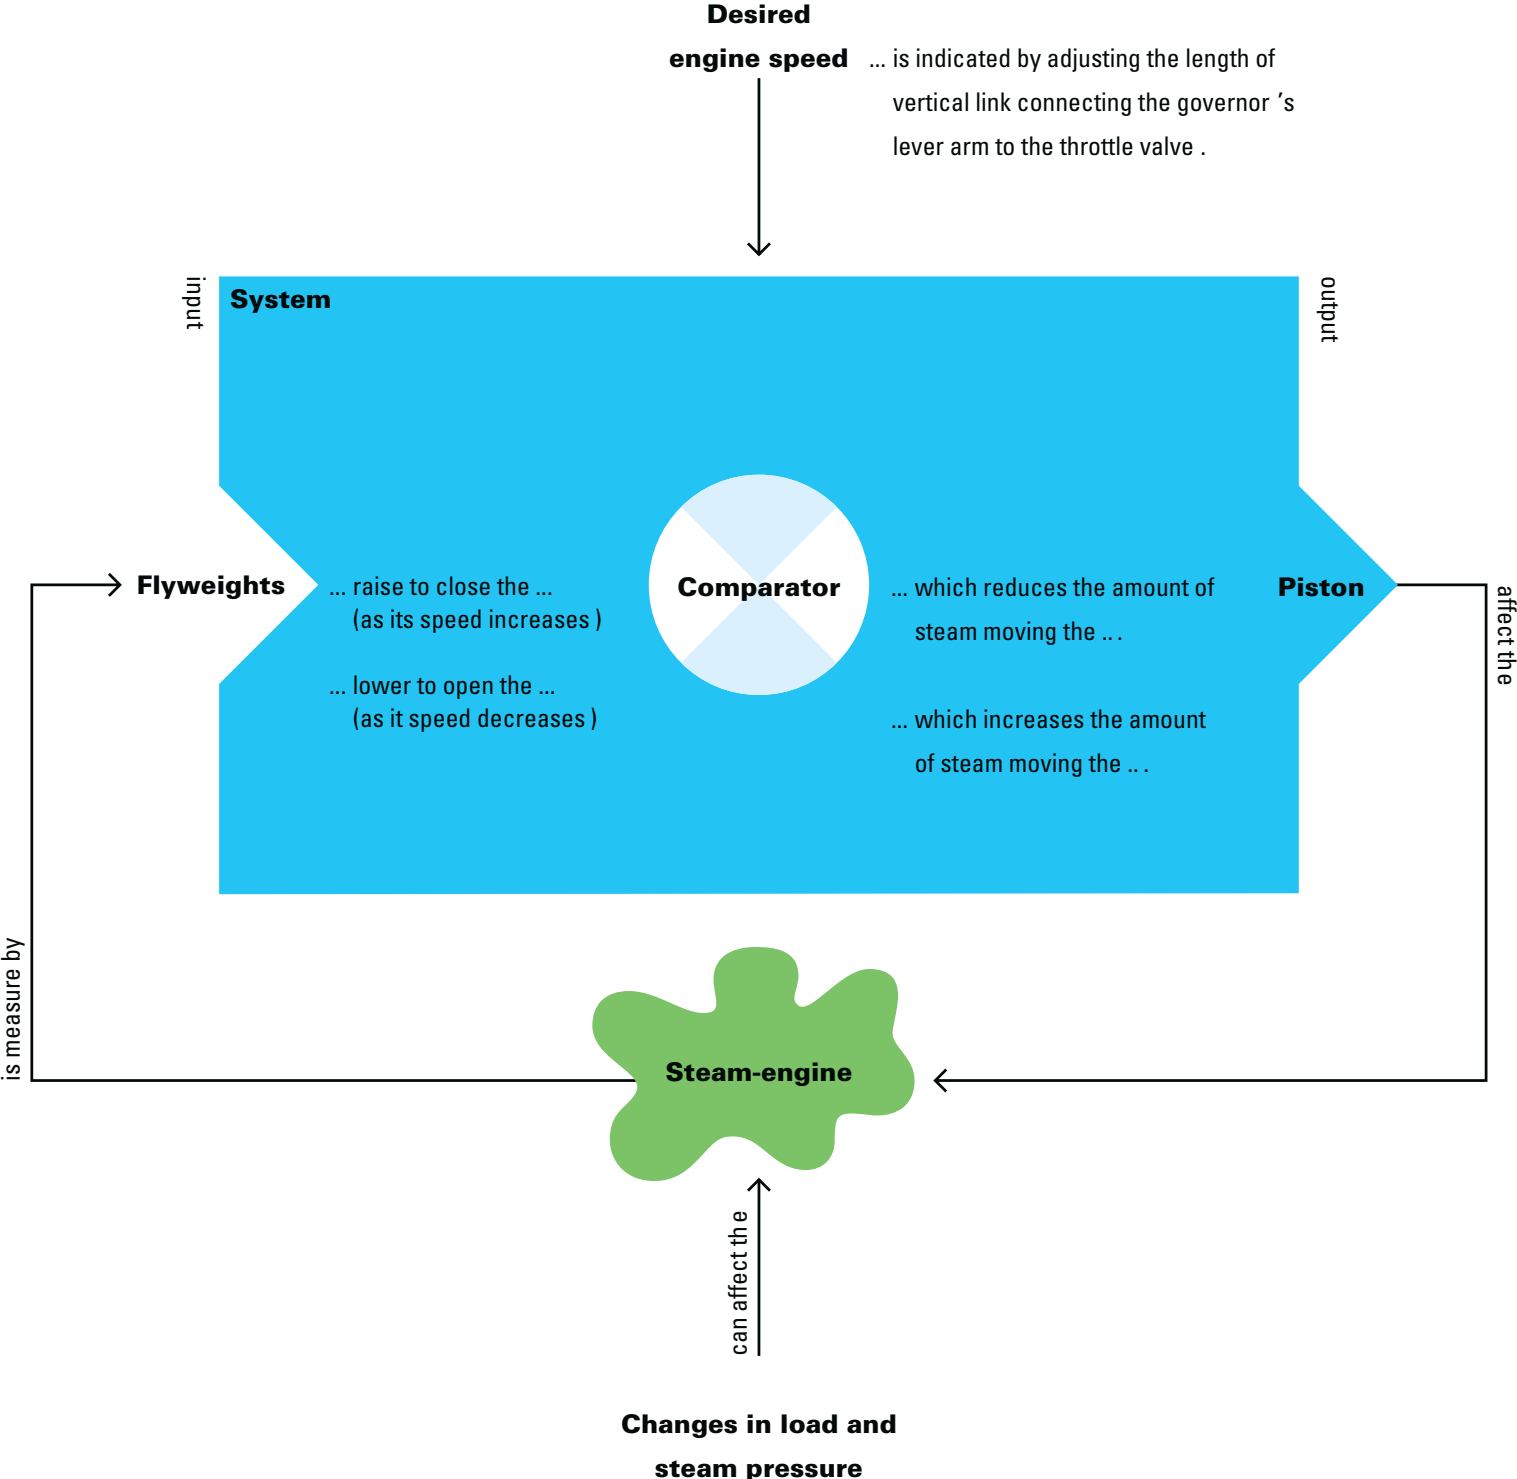 Desired
engine speed ... is indicated by adjusting the length of
vertical link connecting the governor ’s
lever arm to the throttle valve .
input
System
output
Flyweights
... raise to close the ...
(as its speed increases )
... lower to open the ...
(as it speed decreases )
Comparator
... which reduces the amount of
steam moving the .. .
... which increases the amount
of steam moving the .. .
Piston
affect the
is measure by
Steam-engine
can affect the
Changes in load and
steam pressure